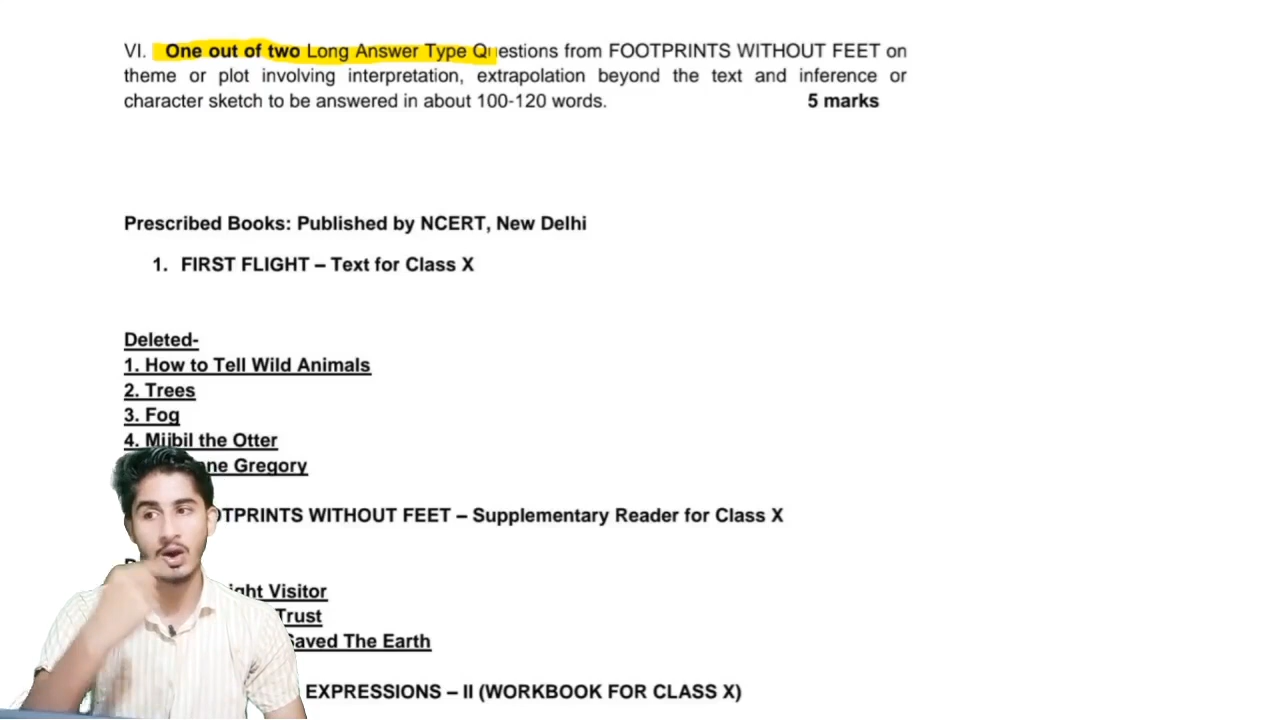 VI. One out of two Long Answer Type Questions from FOOTPRINTS WITHOUT FEET on
theme or plot involving interpretation, extrapolation beyond the text and inference or
character sketch to be answered in about 100-120 words. 5 marks
Prescribed Books: Published by NCERT, New Delhi
1. FIRST FLIGHT – Text for Class X
Deleted-
1. How to Tell Wild Animals
2. Trees
3. Fog
4. Mijbil the Otter
Gregory
WITHOUT FEET – Supplementary Reader for Class X
Visitor
Trust
Saved The Earth
EXPRESSIONS – II (WORKBOOK FOR CLASS X)